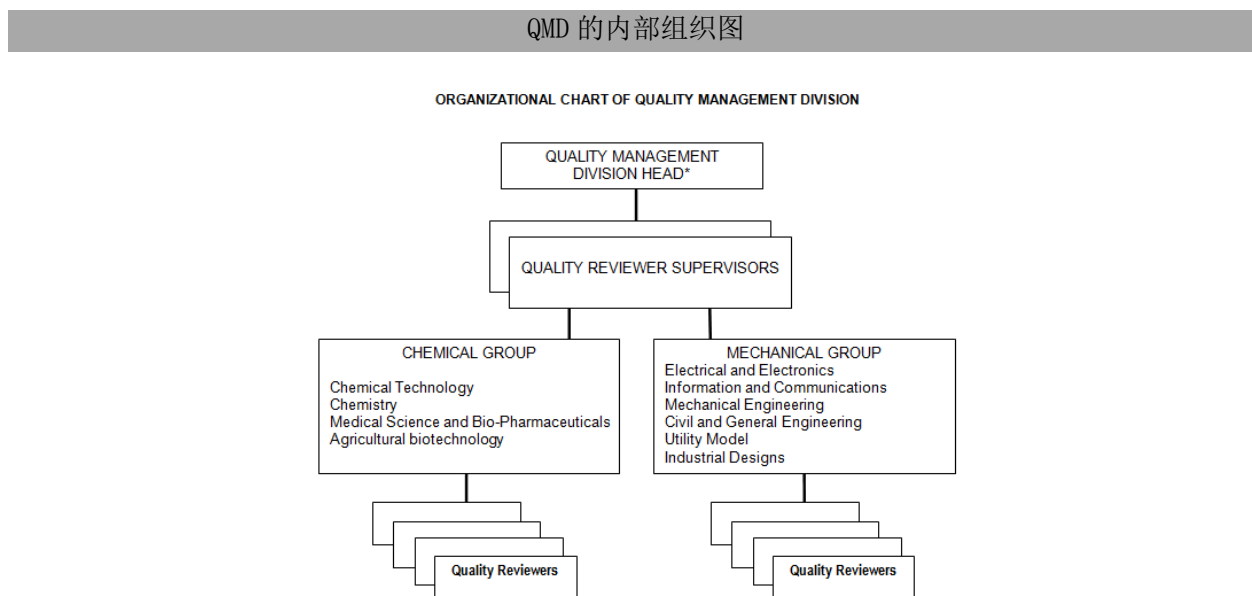 QMD 的内部组织图
ORGANIZATIONAL CHART OF QUALITY MANAGEMENT DIVISION
QUALITY MANAGEMENT
DIVISION HEAD*
QUALITY REVIEWER SUPERVISORS
CHEMICAL GROUP
Chemical Technology
Chemistry
Medical Science and Bio-Pharmaceuticals
Agricultural biotechnology
MECHANICAL GROUP
Electrical and Electronics
Information and Communications
Mechanical Engineering
Civil and General Engineering
Utility Model
Industrial Designs
Quality Reviewers
Quality Reviewers